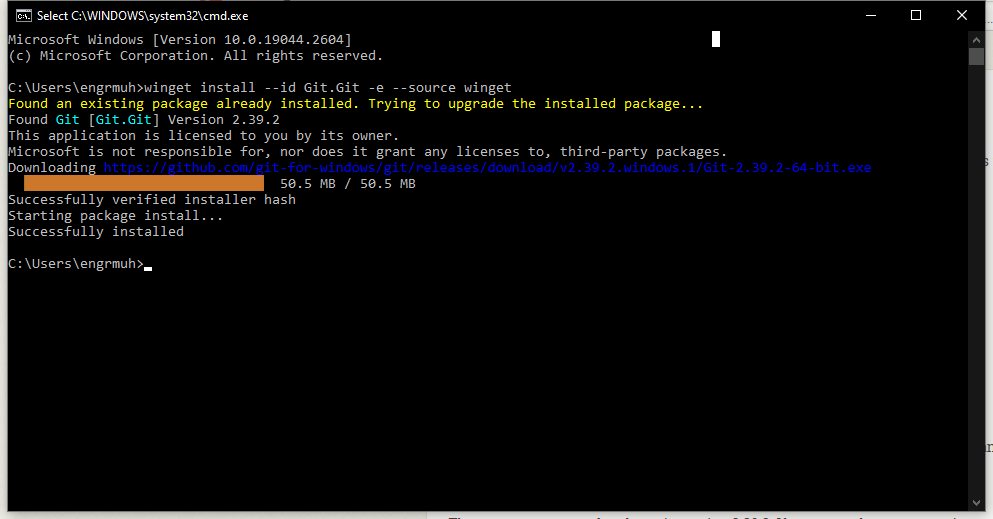 Select C:\WINDOWS\system32\cmd.exe
Microsoft Windows [Version 10.0.19044.2604]
(c) Microsoft Corporation. All rights reserved.
C:\Users\engrmuh>winget install --id Git.Git -e --source winget
Found an existing package already installed. Trying to upgrade the installed package...
Found Git [Git.Git] Version 2.39.2
This application is licensed to you by its owner.
Microsoft is not responsible for, nor does it grant any licenses to, third-party packages.
Downloading https://github.com/git-for-windows/git/releases/download/v2.39.2.windows.1/Git-2.39.2-64-bit.exe
50.5 MB / 50.5 MB
Successfully verified installer hash
Starting package install...
Successfully installed
C:\Users\engrmuh>